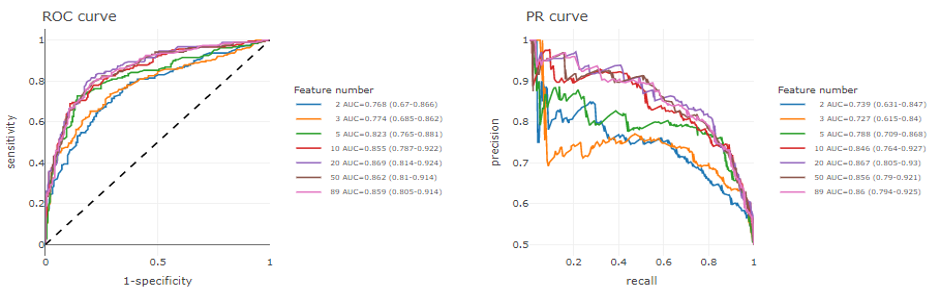 ROC curve
1
0.8
0.6
0.4
0.2
0
0
0.5
1
sensitivity
1-specificity
Feature number
2 AUC=0.768 (0.67-0.866)
3 AUC=0.774 (0.685-0.862)
5 AUC=0.823 (0.765-0.881)
10 AUC=0.855 (0.787-0.922)
20 AUC=0.869 (0.814-0.924)
50 AUC=0.862 (0.81-0.914)
89 AUC=0.859 (0.805-0.914)
PR curve
1
0.9
0.8
0.7
0.6
0.5
0.2
0.4
0.6
0.8
1
precision
recall
Feature number
2 AUC=0.739 (0.631-0.847)
3 AUC=0.727 (0.615-0.84)
5 AUC=0.788 (0.709-0.868)
10 AUC=0.846 (0.764-0.927)
20 AUC=0.867 (0.805-0.93)
50 AUC=0.856 (0.79-0.921)
89 AUC=0.86 (0.794-0.925)